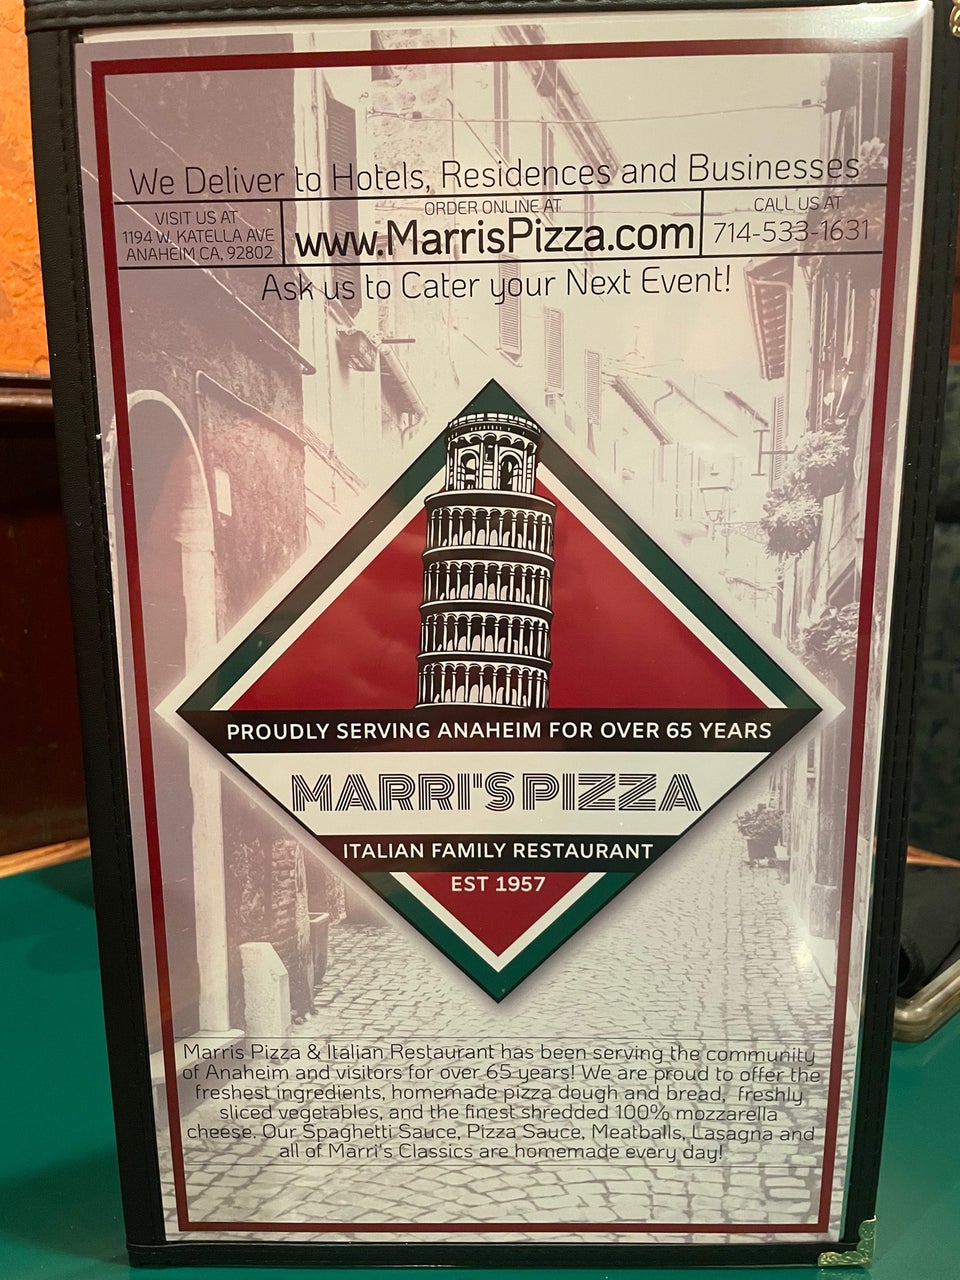 We Deliver to Hotels, Residences and Businesses
VISIT US AT
1194 W. KATELLA AVE
ANAHEIM CA, 92802
ORDER ONLINE AT
www.MarrisPizza.com
CALL US AT
714-533-1631
Ask us to Cater your Next Event!
PROUDLY SERVING ANAHEIM FOR OVER 65 YEARS
MARRI'S PIZZA
ITALIAN FAMILY RESTAURANT
EST 1957
Marris Pizza & Italian Restaurant has been serving the community
of Anaheim and visitors for over 65 years! We are proud to offer the
freshest ingredients, homemade pizza dough and bread, freshly
sliced vegetables, and the finest shredded 100% mozzarella
cheese. Our Spaghetti Sauce, Pizza Sauce, Meatballs, Lasagna and
all of Marri's Classics are homemade every day!